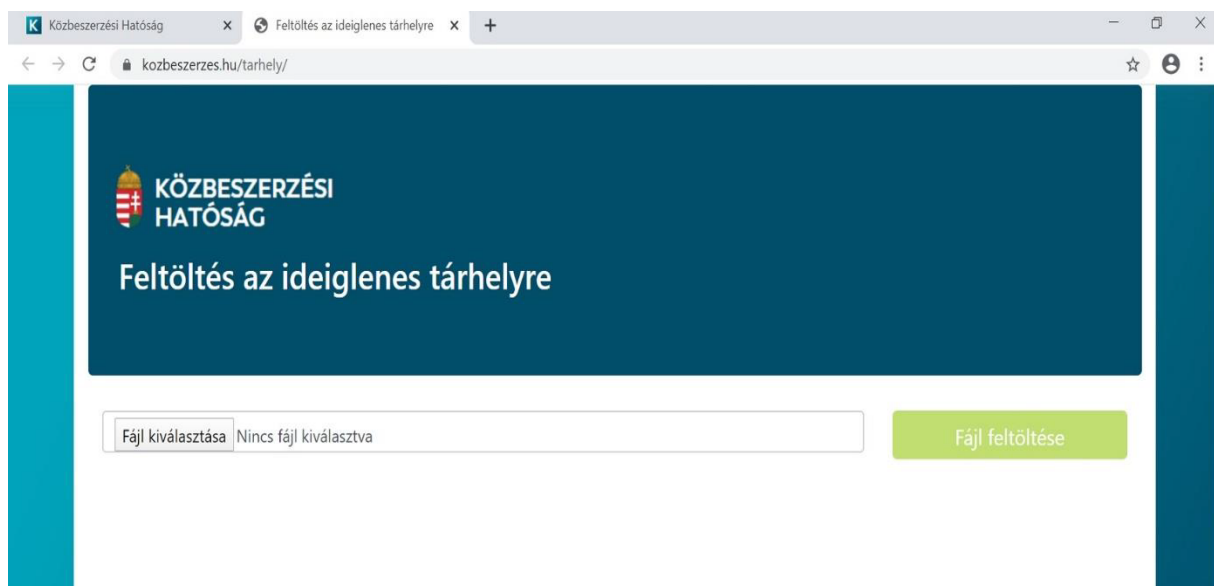 Közbeszerzési Hatóság
Feltöltés az ideiglenes tárhelyre
kozbeszerzes.hu/tarhely/
KÖZBESZERZÉSI
HATÓSÁG
Feltöltés az ideiglenes tárhelyre
Fájl kiválasztása Nincs fájl kiválasztva
Fájl feltöltése